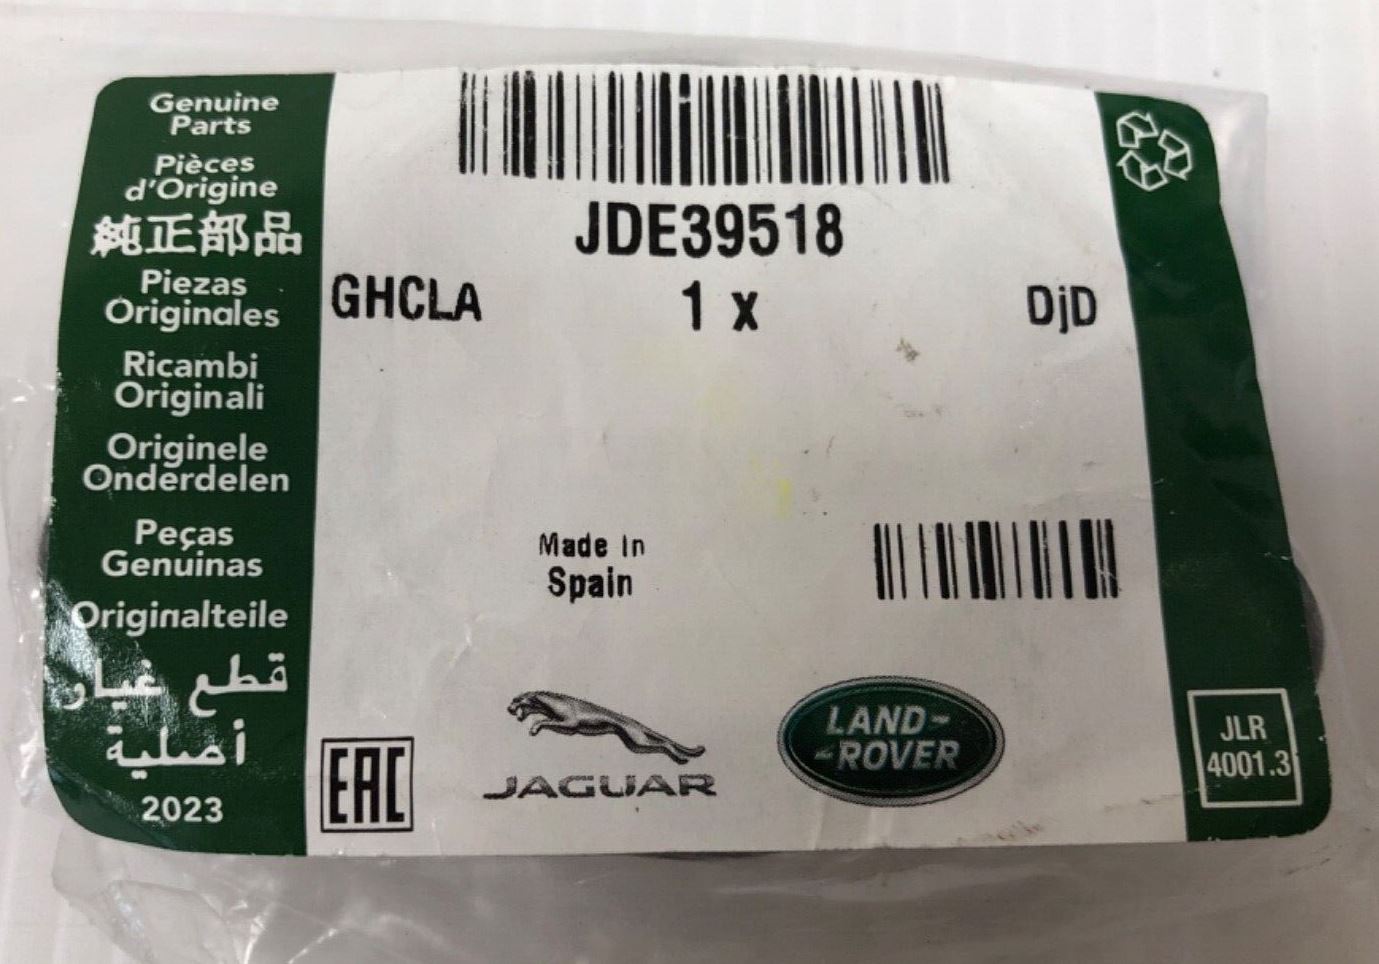 Genuine
Parts
Pièces
d'Origine
純正部品
Piezas
Originales
Ricambi
Originali
Originele
Onderdelen
Peças
Genuinas
Originalteile
قطع غيار
أصلية
2023
JDE39518
GHCLA 1 x DjD
Made In
Spain
EAC
JAGUAR
LAND-
-ROVER
JLR
4001.3